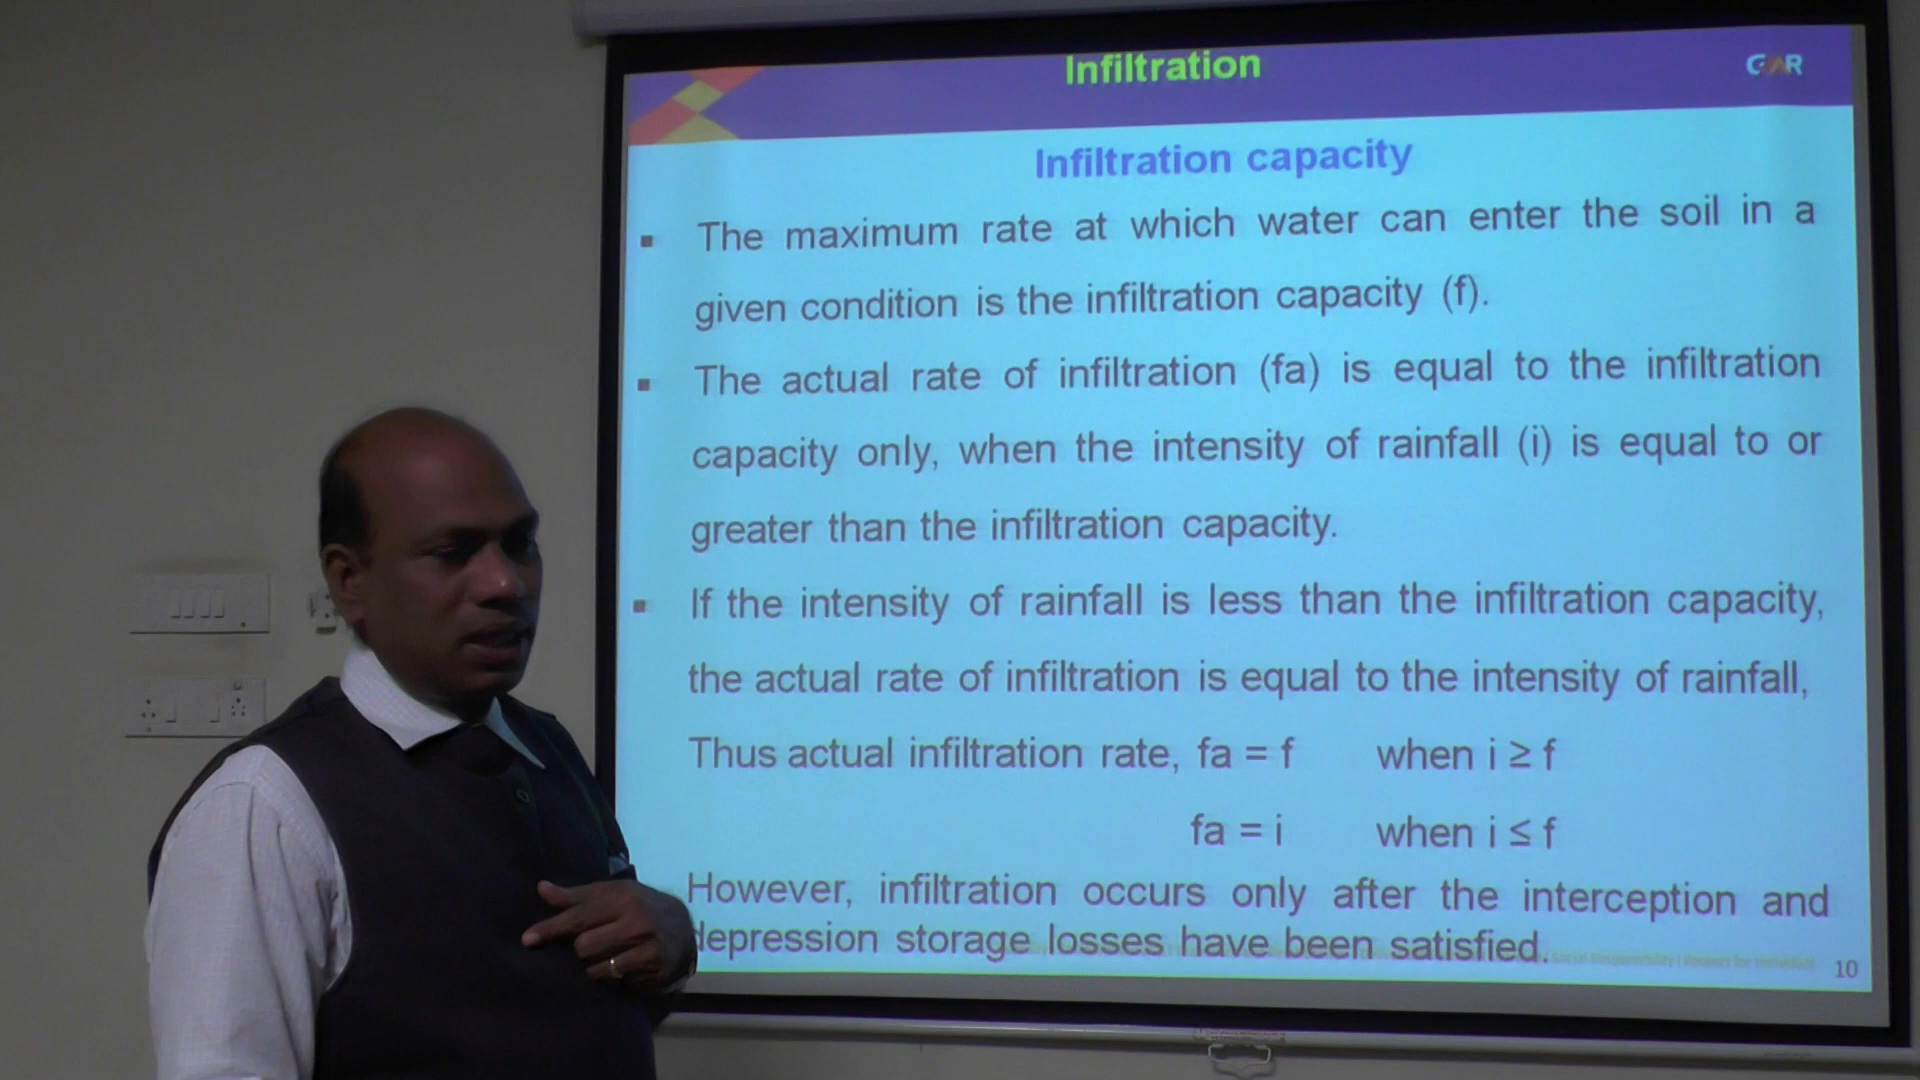 Infiltration
Infiltration capacity
▪ The maximum rate at which water can enter the soil in a
given condition is the infiltration capacity (f).
▪ The actual rate of infiltration (fa) is equal to the infiltration
capacity only, when the intensity of rainfall (i) is equal to or
greater than the infiltration capacity.
▪ If the intensity of rainfall is less than the infiltration capacity,
the actual rate of infiltration is equal to the intensity of rainfall,
Thus actual infiltration rate, fa = f when i ≥ f
fa = i when i ≤ f
However, infiltration occurs only after the interception and
depression storage losses have been satisfied.
10